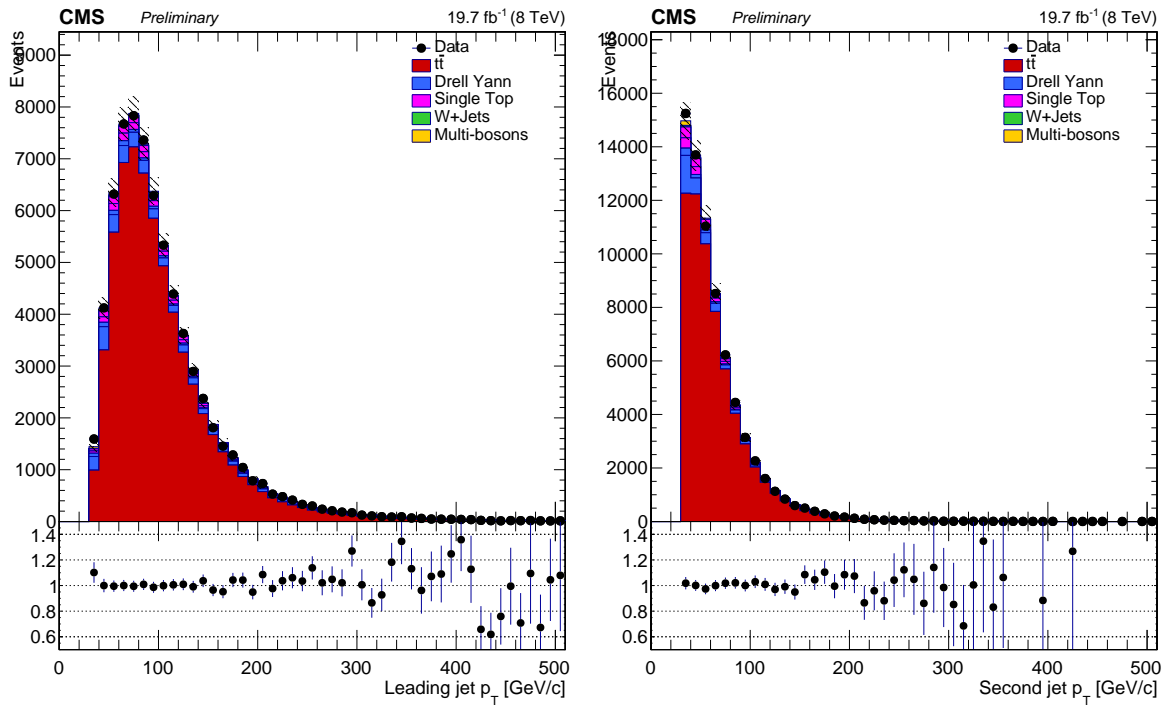 CMS Preliminary 19.7 fb⁻¹ (8 TeV)
Events
9000
8000
7000
6000
5000
4000
3000
2000
1000
0
Data
tt̄
Drell Yann
Single Top
W+Jets
Multi-bosons
1.4
1.2
1
0.8
0.6
0 100 200 300 400 500
Leading jet p_T [GeV/c]
CMS Preliminary 19.7 fb⁻¹ (8 TeV)
Events
18000
16000
14000
12000
10000
8000
6000
4000
2000
0
Data
tt̄
Drell Yann
Single Top
W+Jets
Multi-bosons
1.4
1.2
1
0.8
0.6
0 100 200 300 400 500
Second jet p_T [GeV/c]